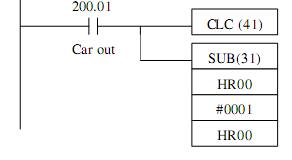 200.01
CLC (41)
Car out
SUB(31)
HR00
#0001
HR00